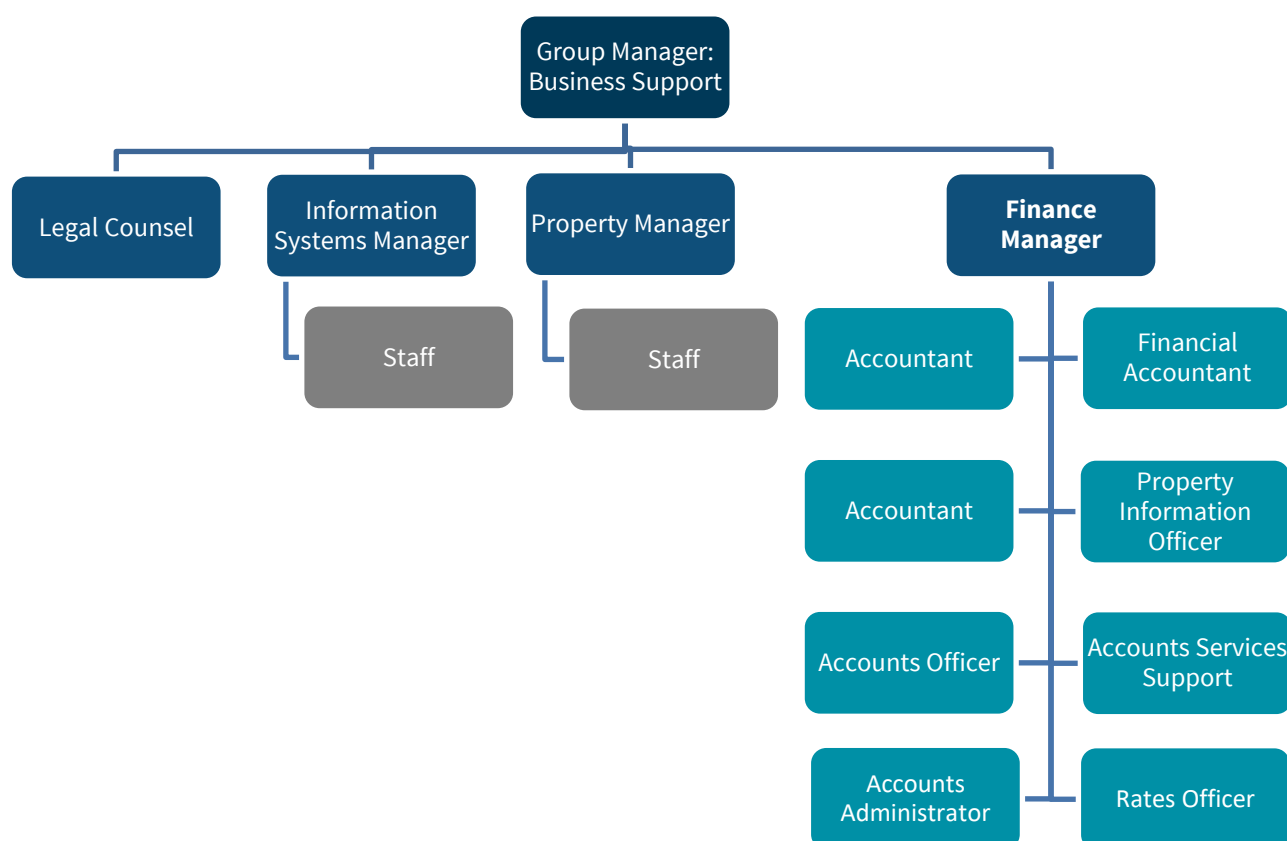 Group Manager:
Business Support
Legal Counsel
Information
Systems Manager
Property Manager
Finance
Manager
Staff
Staff
Accountant
Financial
Accountant
Accountant
Property
Information
Officer
Accounts Officer
Accounts Services
Support
Accounts
Administrator
Rates Officer